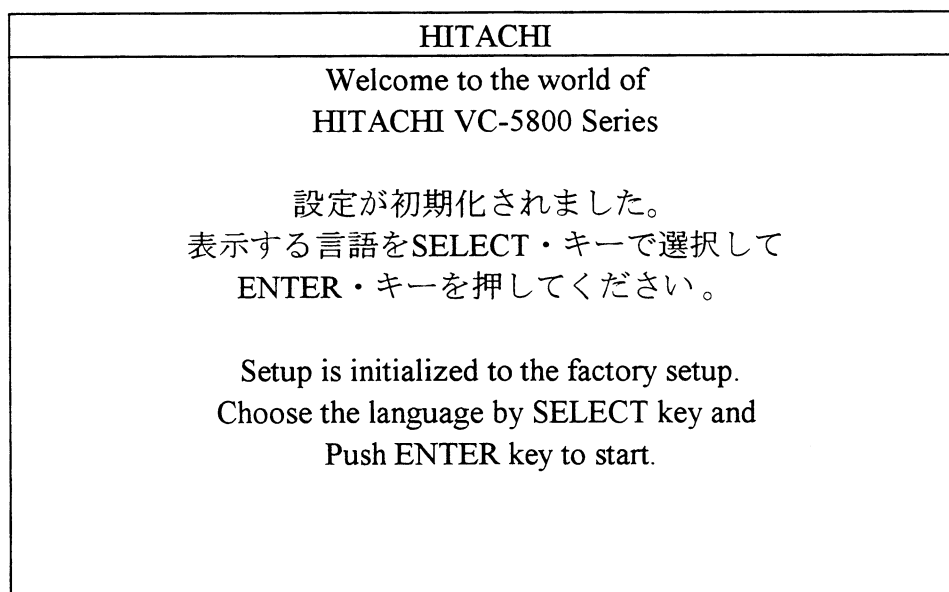 HITACHI
Welcome to the world of
HITACHI VC-5800 Series
設定が初期化されました。
表示する言語をSELECT・キーで選択して
ENTER・キーを押してください。
Setup is initialized to the factory setup.
Choose the language by SELECT key and
Push ENTER key to start.